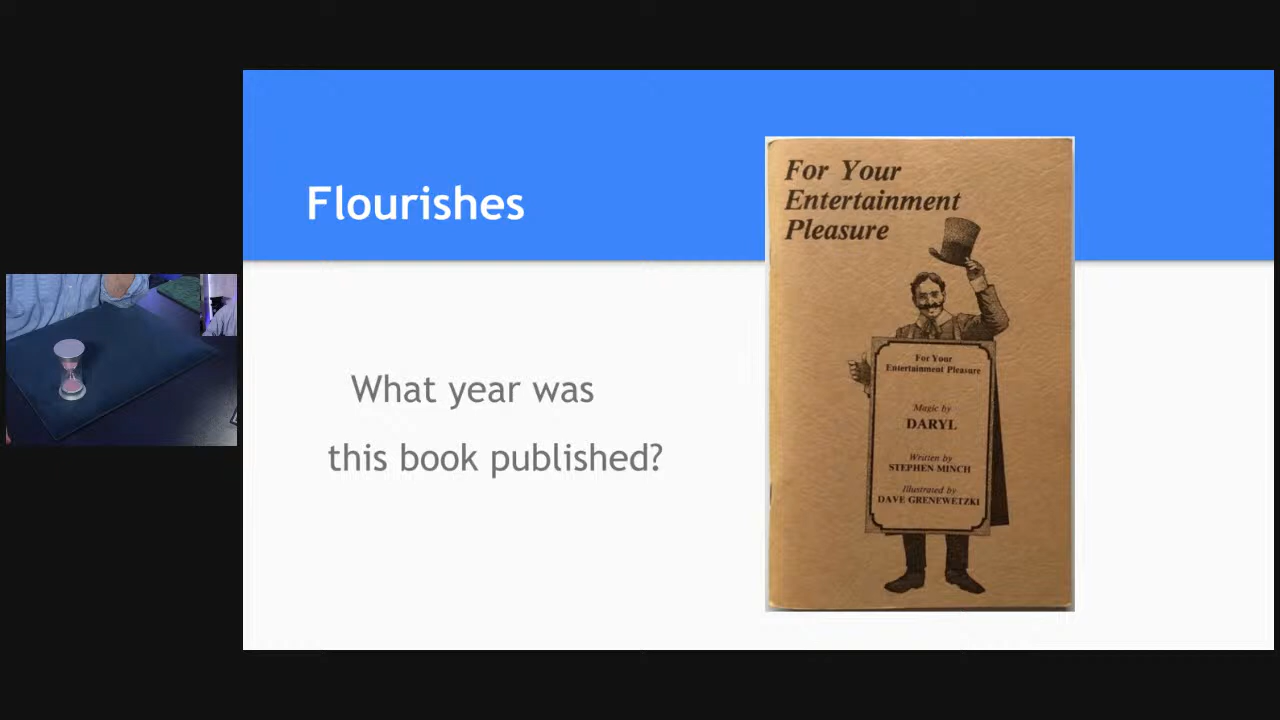 Flourishes
What year was
this book published?
For Your
Entertainment
Pleasure
For Your
Entertainment Pleasure
Magic by
DARYL
Written by
STEPHEN MINCH
Illustrated by
DAVE GRENEWETZKI